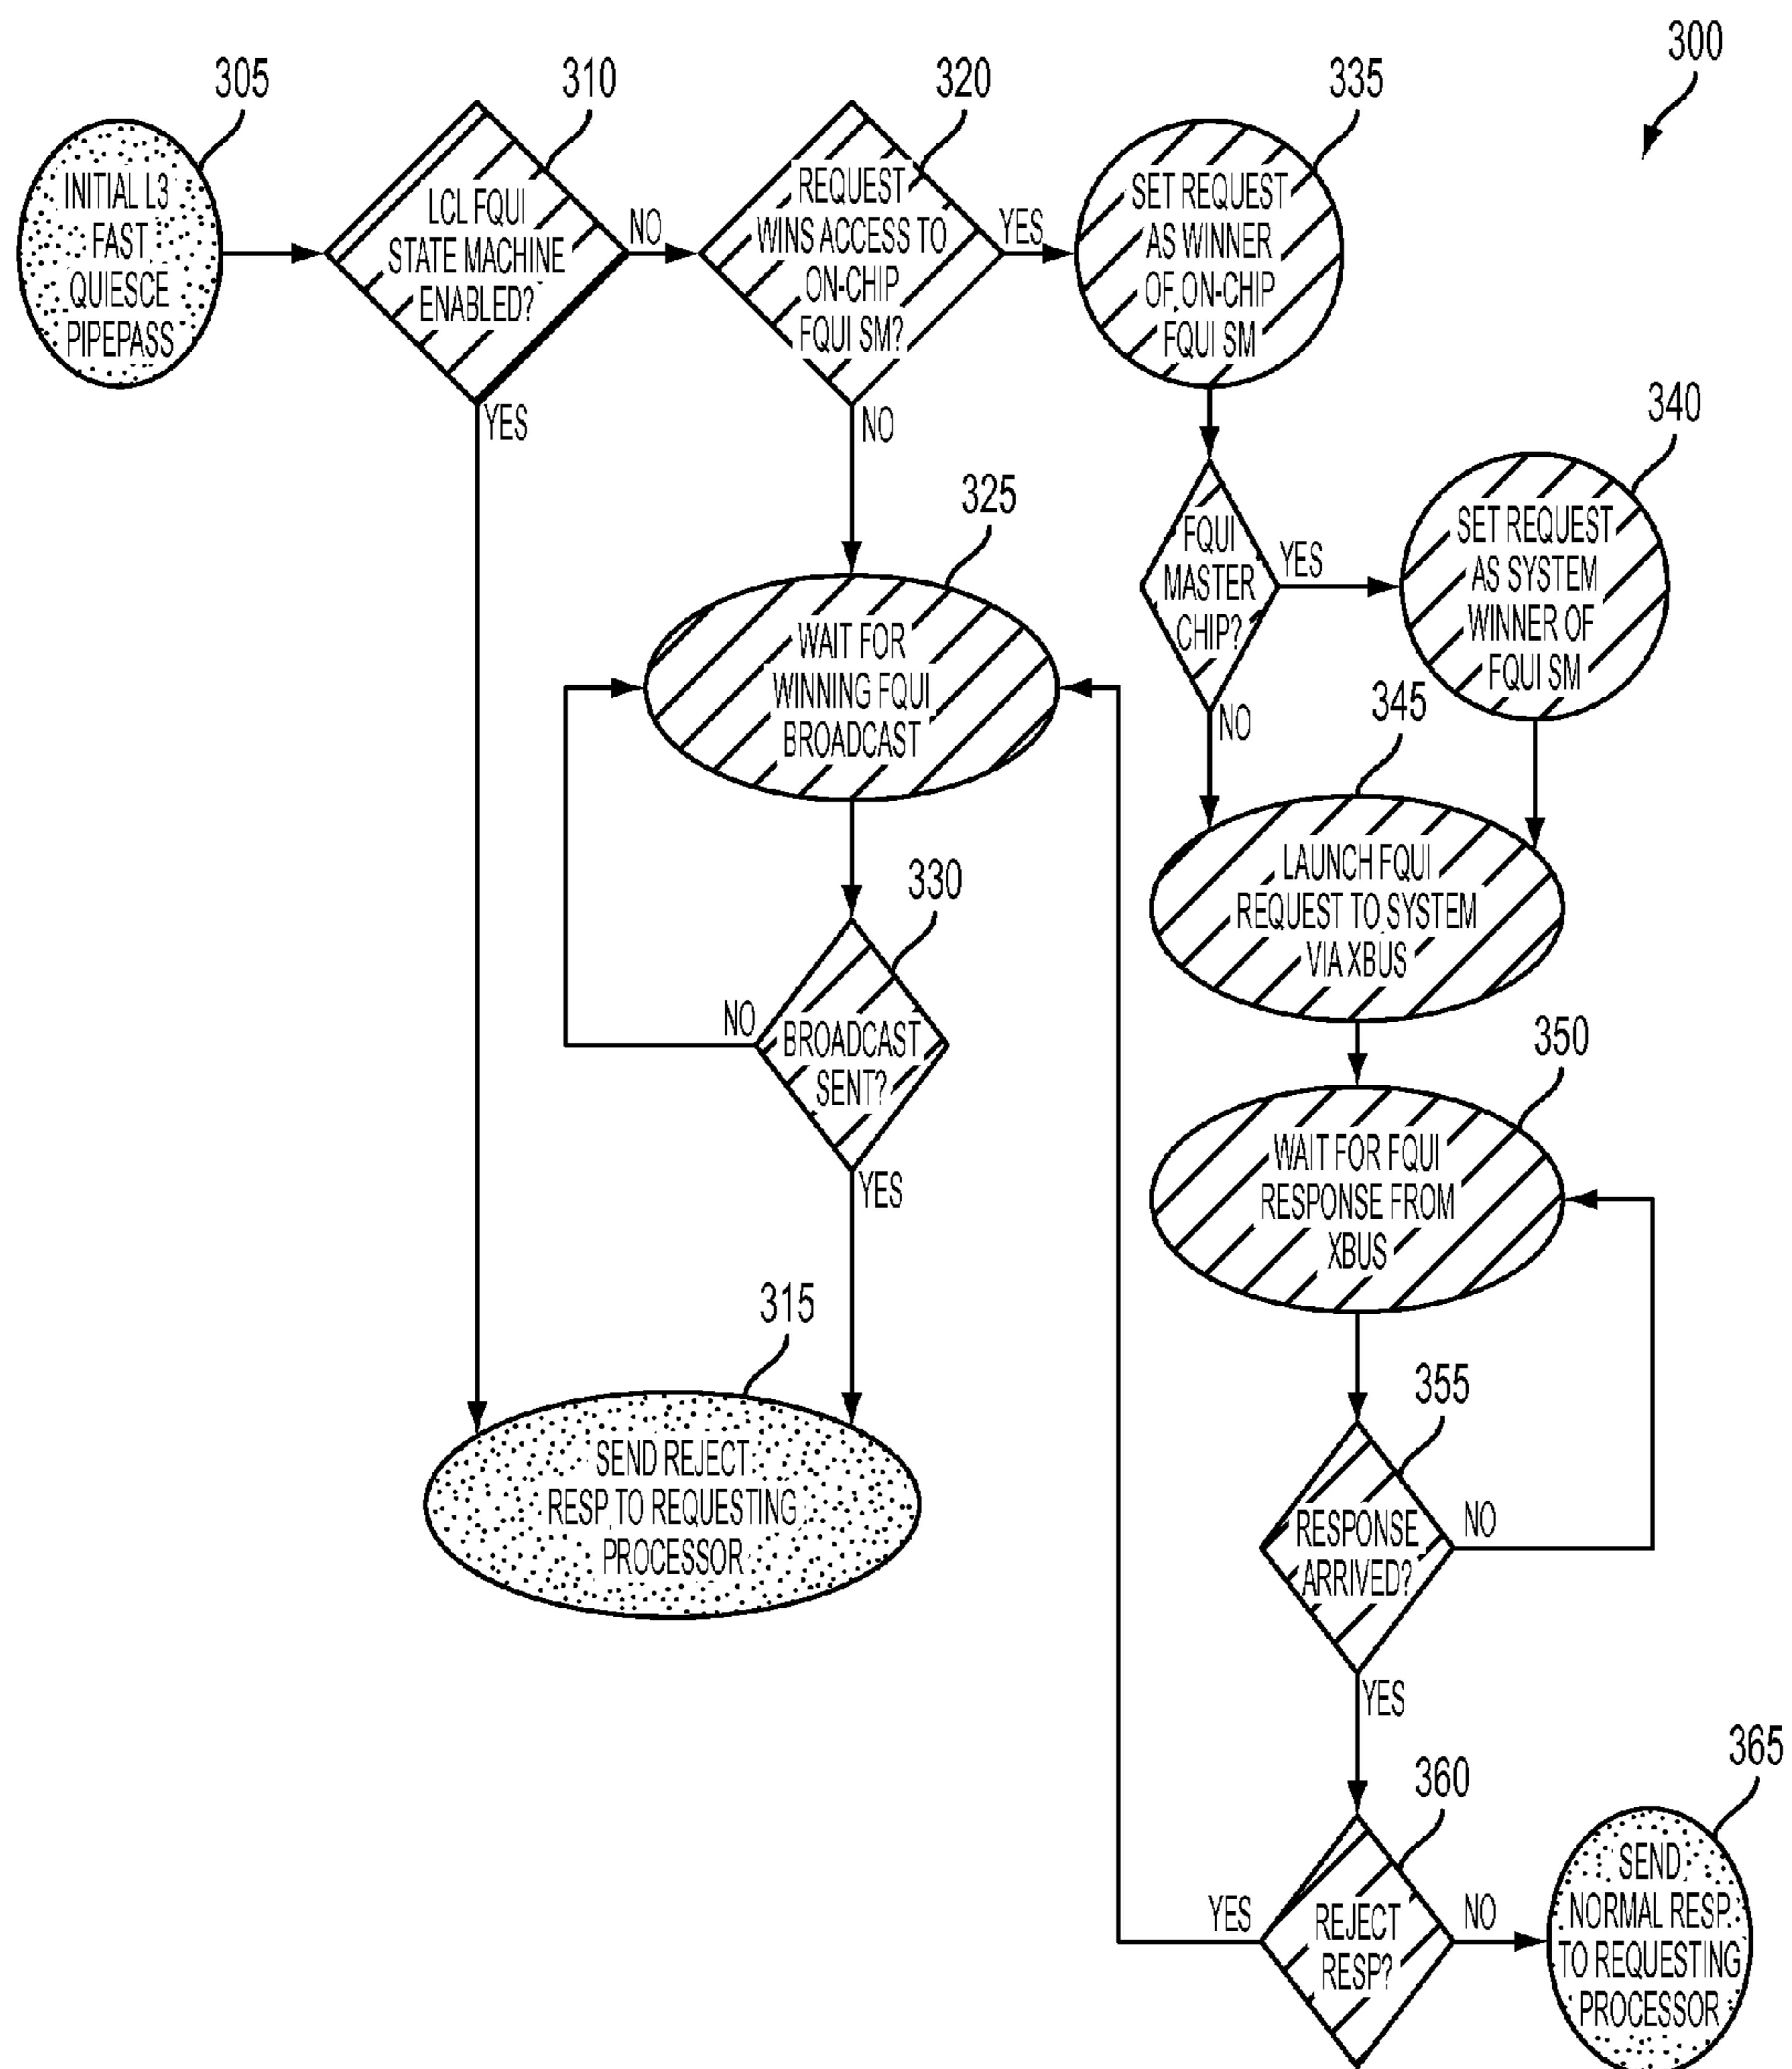 300
305
INITIAL L3
FAST
QUIESCE
PIPEPASS
310
LCL FQUI
STATE MACHINE
ENABLED?
NO
YES
320
REQUEST
WINS ACCESS TO
ON-CHIP
FQUI SM?
YES
NO
335
SET REQUEST
AS WINNER
OF ON-CHIP
FQUI SM
FQUI
MASTER
CHIP?
YES
NO
340
SET REQUEST
AS SYSTEM
WINNER OF
FQUI SM
325
WAIT FOR
WINNING FQUI
BROADCAST
330
BROADCAST
SENT?
NO
YES
315
SEND REJECT
RESP TO REQUESTING
PROCESSOR
345
LAUNCH FQUI
REQUEST TO SYSTEM
VIA XBUS
350
WAIT FOR FQUI
RESPONSE FROM
XBUS
355
RESPONSE
ARRIVED?
NO
YES
360
REJECT
RESP?
YES
NO
365
SEND
NORMAL RESP.
TO REQUESTING
PROCESSOR